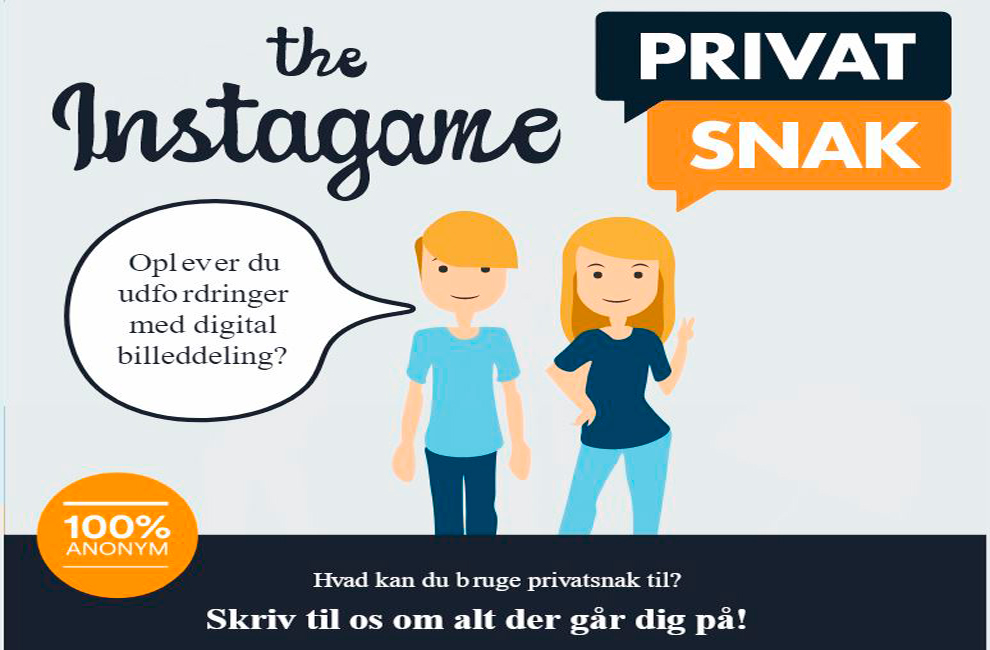 the
Instagame
PRIVAT
SNAK
Oplever du
udfordringer
med digital
billeddeling?
100%
ANONYM
Hvad kan du bruge privatsnak til?
Skriv til os om alt der går dig på!